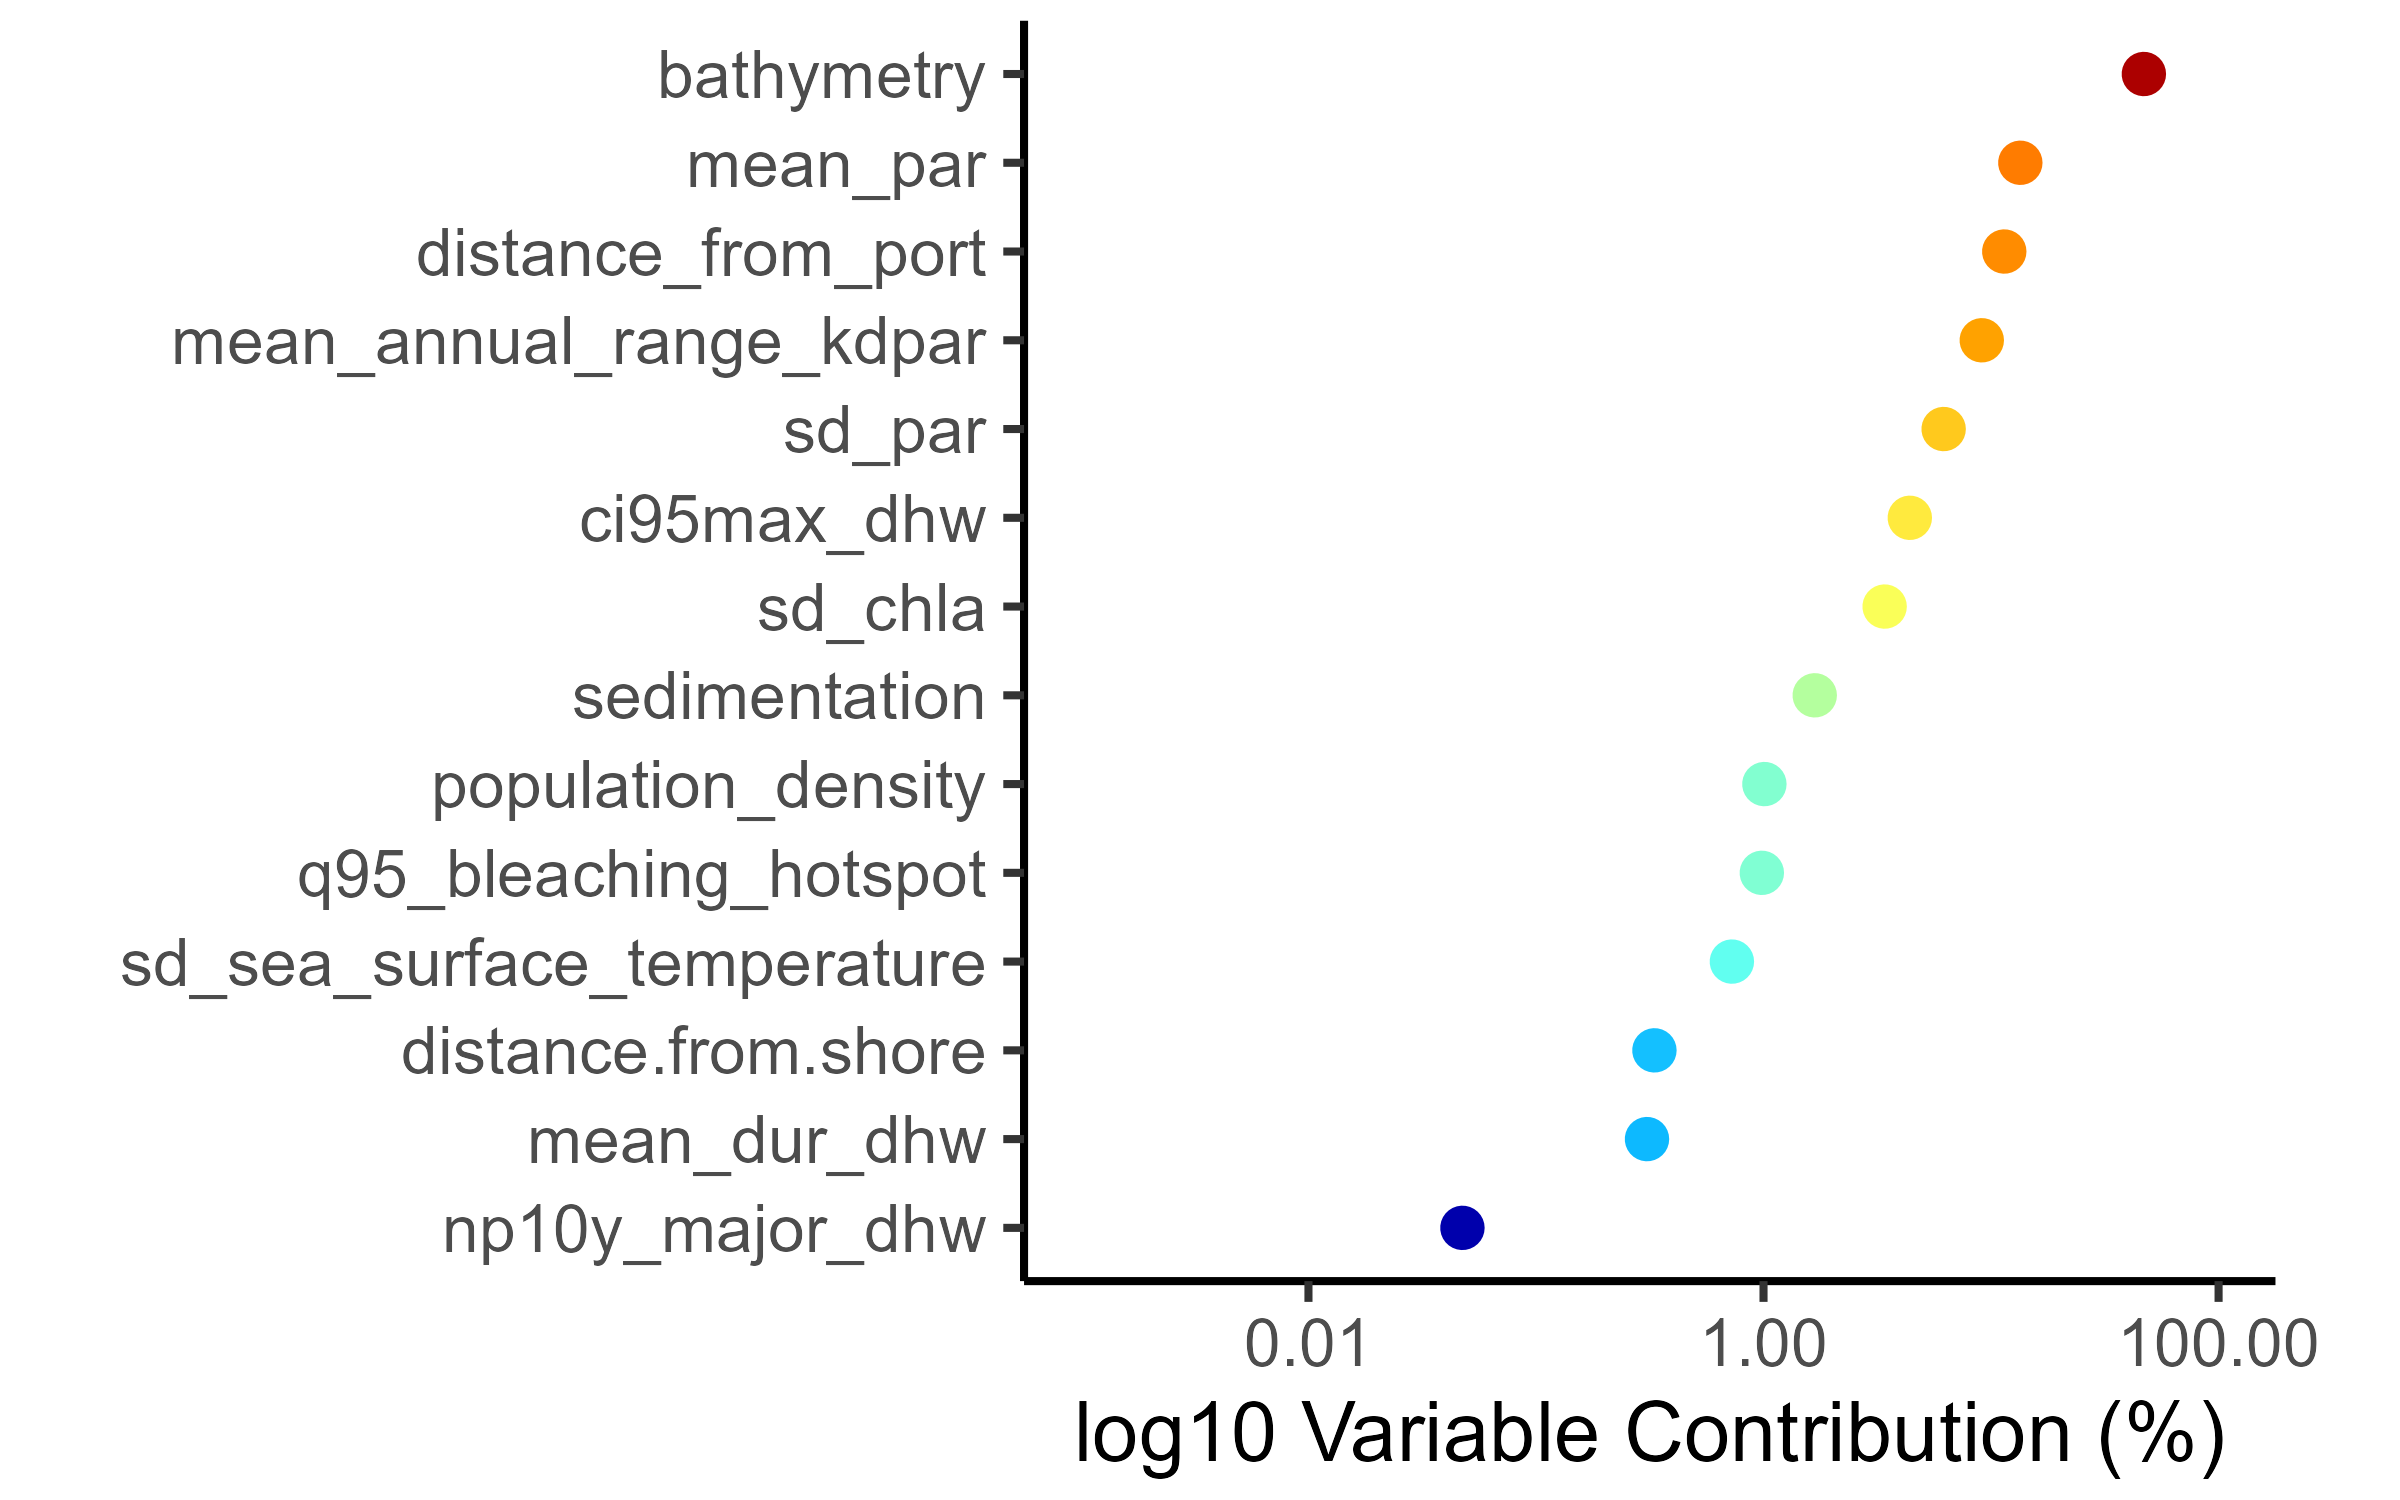 bathymetry
mean_par
distance_from_port
mean_annual_range_kdpar
sd_par
ci95max_dhw
sd_chla
sedimentation
population_density
q95_bleaching_hotspot
sd_sea_surface_temperature
distance.from.shore
mean_dur_dhw
np10y_major_dhw
0.01 1.00 100.00
log10 Variable Contribution (%)